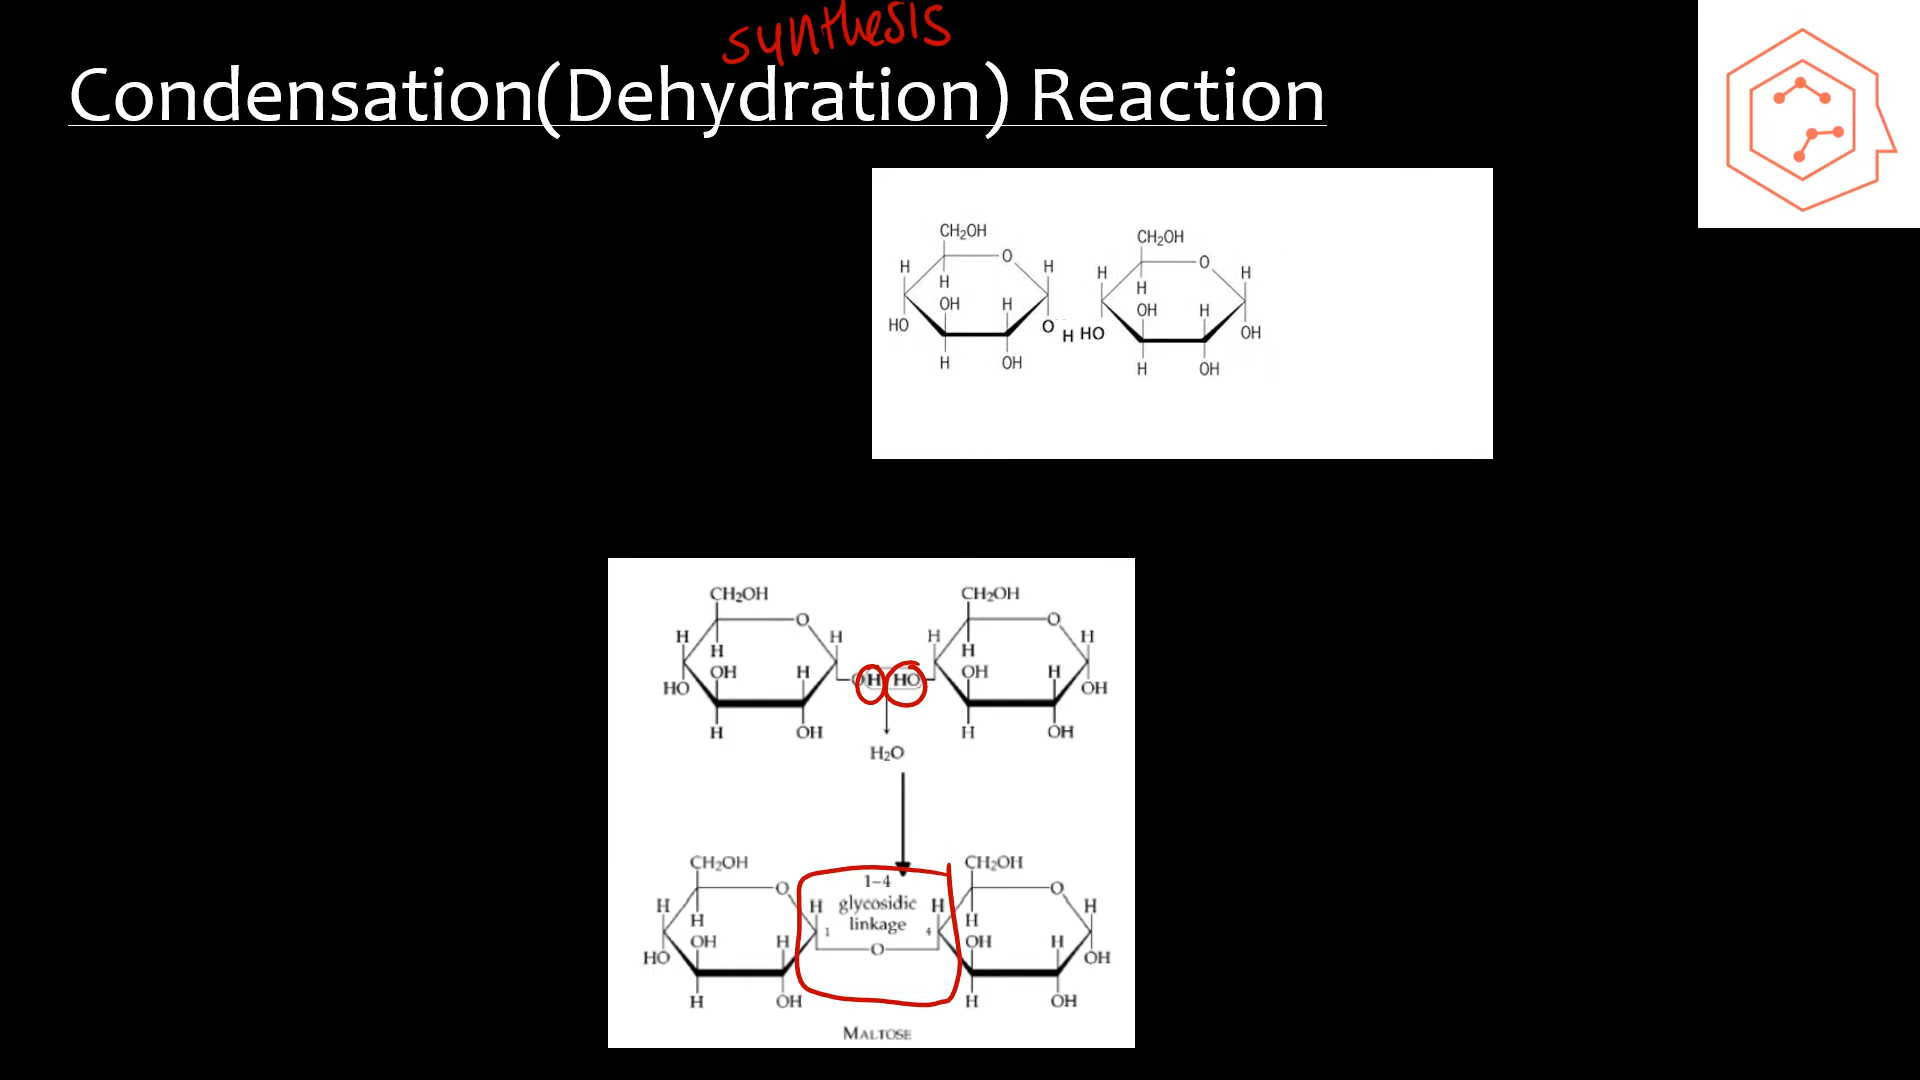 synthesis
Condensation(Dehydration) Reaction
CH₂OH CH₂OH
H O H H O H
H H
OH H OH H
HO O H HO OH
H OH H OH
CH₂OH CH₂OH
H O H H O H
H H
OH H OH H
HO OH HO OH
H OH H OH
H₂O
CH₂OH 1–4 CH₂OH
O O
H H glycosidic H H
H linkage H
1 4
OH H O OH H
HO OH
H OH H OH
MALTOSE